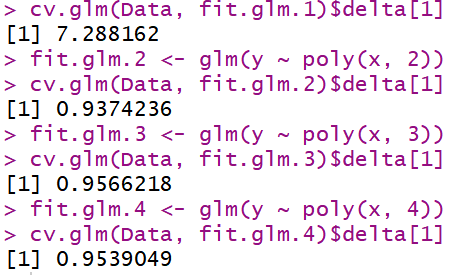 > cv.glm(Data, fit.glm.1)$delta[1]
[1] 7.288162
> fit.glm.2 <- glm(y ~ poly(x, 2))
> cv.glm(Data, fit.glm.2)$delta[1]
[1] 0.9374236
> fit.glm.3 <- glm(y ~ poly(x, 3))
> cv.glm(Data, fit.glm.3)$delta[1]
[1] 0.9566218
> fit.glm.4 <- glm(y ~ poly(x, 4))
> cv.glm(Data, fit.glm.4)$delta[1]
[1] 0.9539049